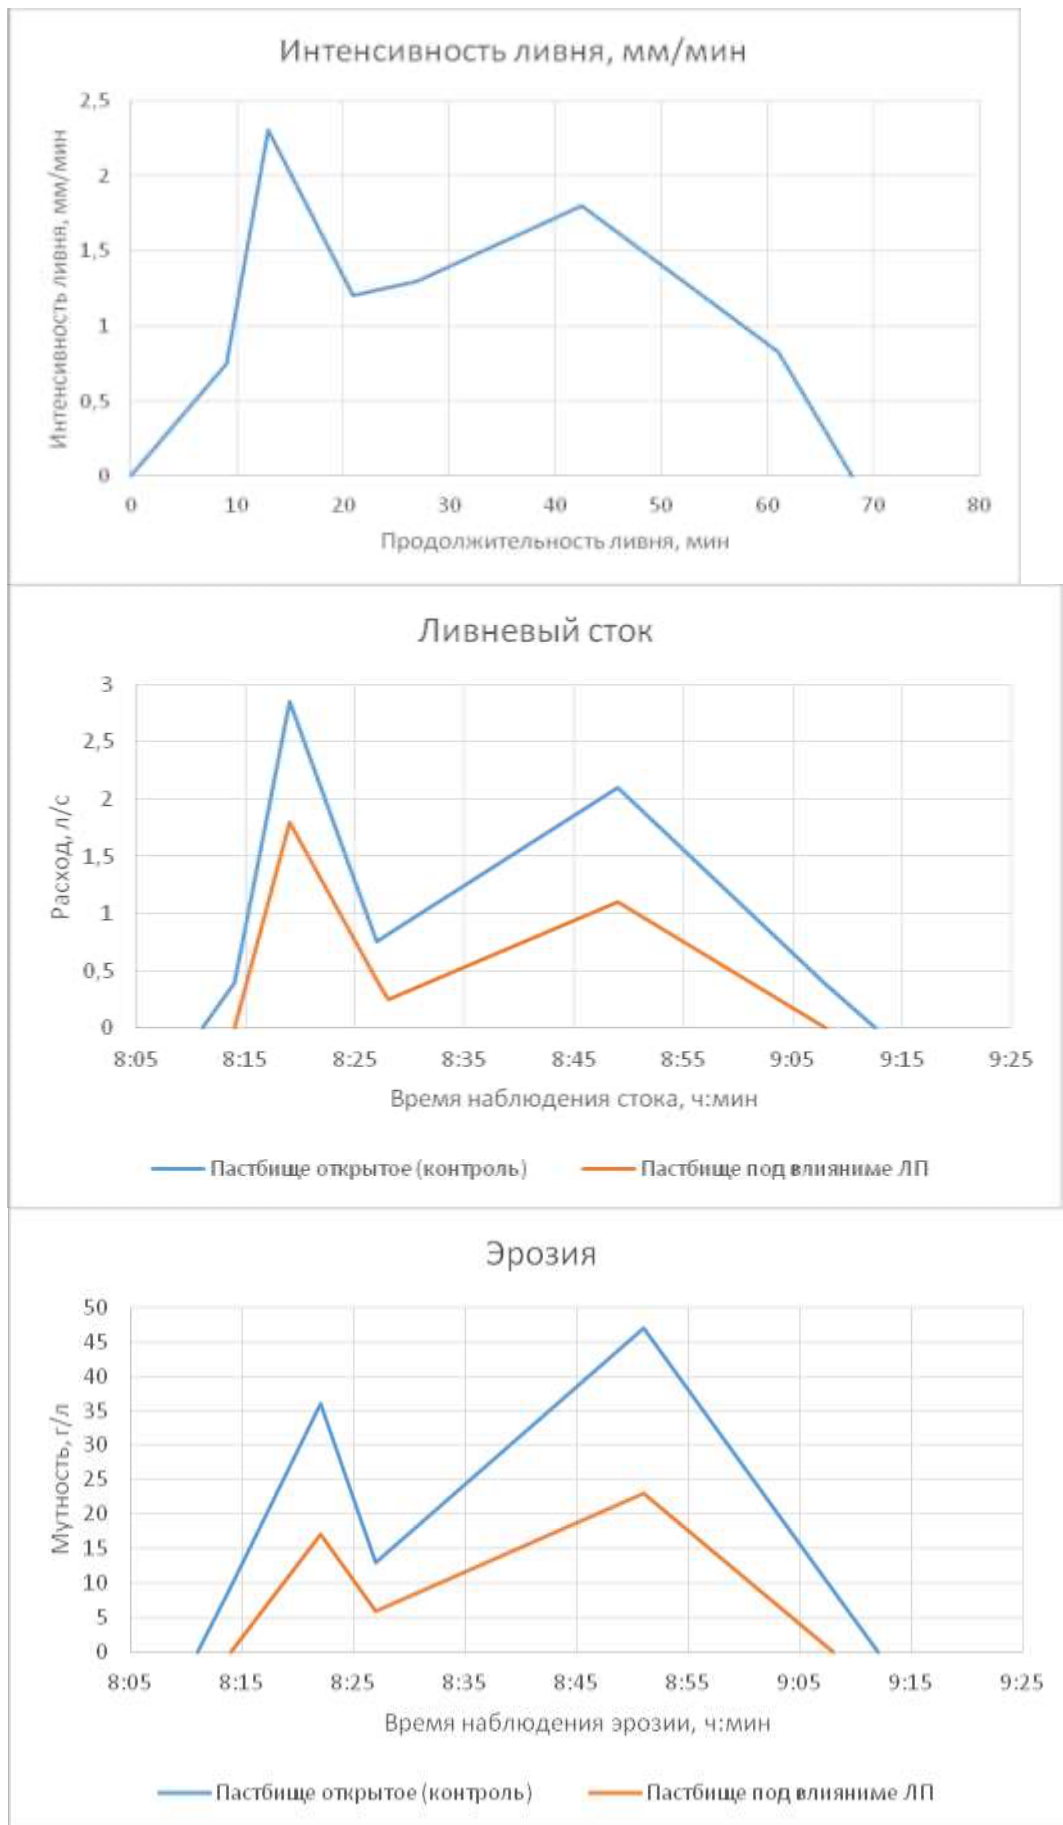 Интенсивность ливня, мм/мин
Интенсивность ливня, мм/мин
2,5
2
1,5
1
0,5
0
0 10 20 30 40 50 60 70 80
Продолжительность ливня, мин
Ливневый сток
Расход, л/с
3
2,5
2
1,5
1
0,5
0
8:05 8:15 8:25 8:35 8:45 8:55 9:05 9:15 9:25
Время наблюдения стока, ч:мин
Пастбище открытое (контроль) Пастбище под влияниме ЛП
Эрозия
Мутность, г/л
50
45
40
35
30
25
20
15
10
5
0
8:05 8:15 8:25 8:35 8:45 8:55 9:05 9:15 9:25
Время наблюдения эрозии, ч:мин
Пастбище открытое (контроль) Пастбище под влияниме ЛП